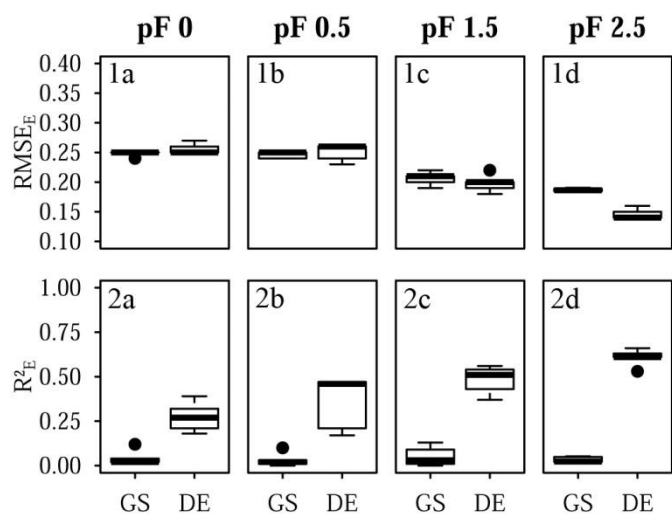 pF 0 pF 0.5 pF 1.5 pF 2.5
1a 1b 1c 1d
0.40
0.35
0.30
0.25
0.20
0.15
0.10
RMSE_E
2a 2b 2c 2d
1.00
0.75
0.50
0.25
0.00
R²_E
GS DE GS DE GS DE GS DE